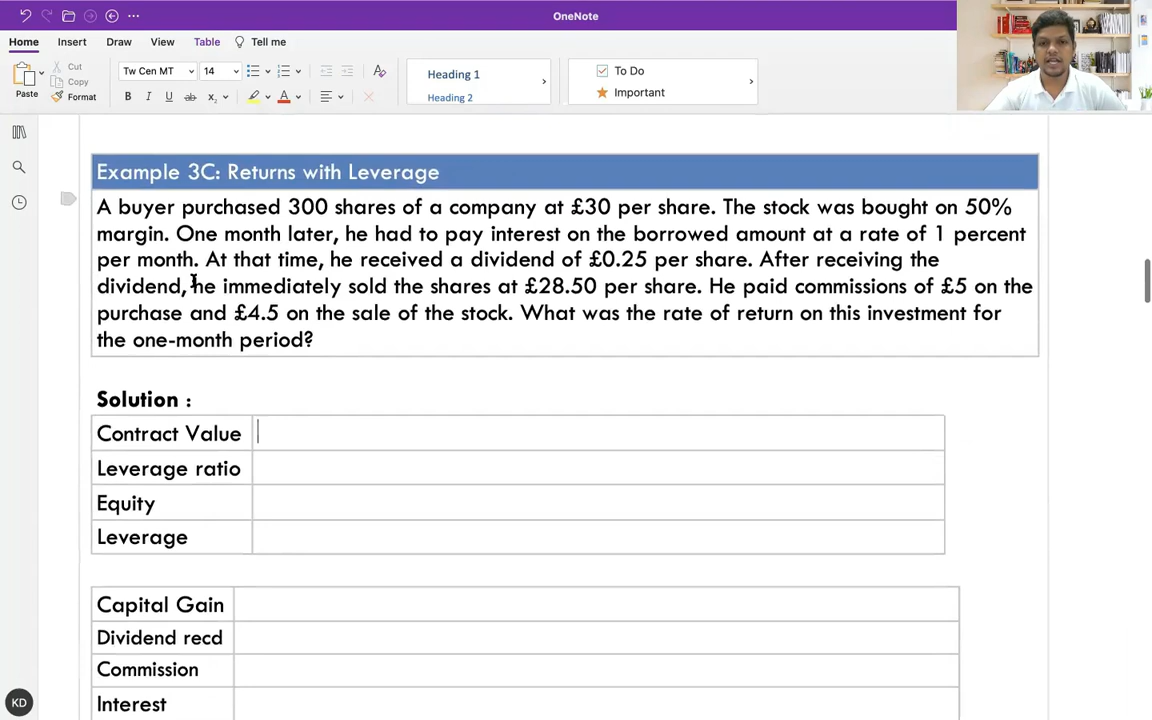 OneNote
Home Insert Draw View Table Tell me
Paste
Cut
Copy
Format
Tw Cen MT 14
B I U ab x₂ A
Heading 1
Heading 2
To Do
Important
Example 3C: Returns with Leverage
A buyer purchased 300 shares of a company at £30 per share. The stock was bought on 50%
margin. One month later, he had to pay interest on the borrowed amount at a rate of 1 percent
per month. At that time, he received a dividend of £0.25 per share. After receiving the
dividend, he immediately sold the shares at £28.50 per share. He paid commissions of £5 on the
purchase and £4.5 on the sale of the stock. What was the rate of return on this investment for
the one-month period?
Solution :
Contract Value
Leverage ratio
Equity
Leverage
Capital Gain
Dividend recd
Commission
Interest
KD